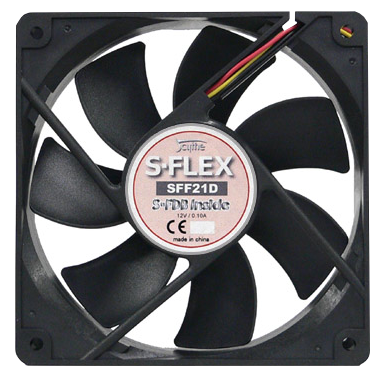 Scythe
S-FLEX
SFF21D
S-FDB Inside
12V / 0.10A
CE
made in china